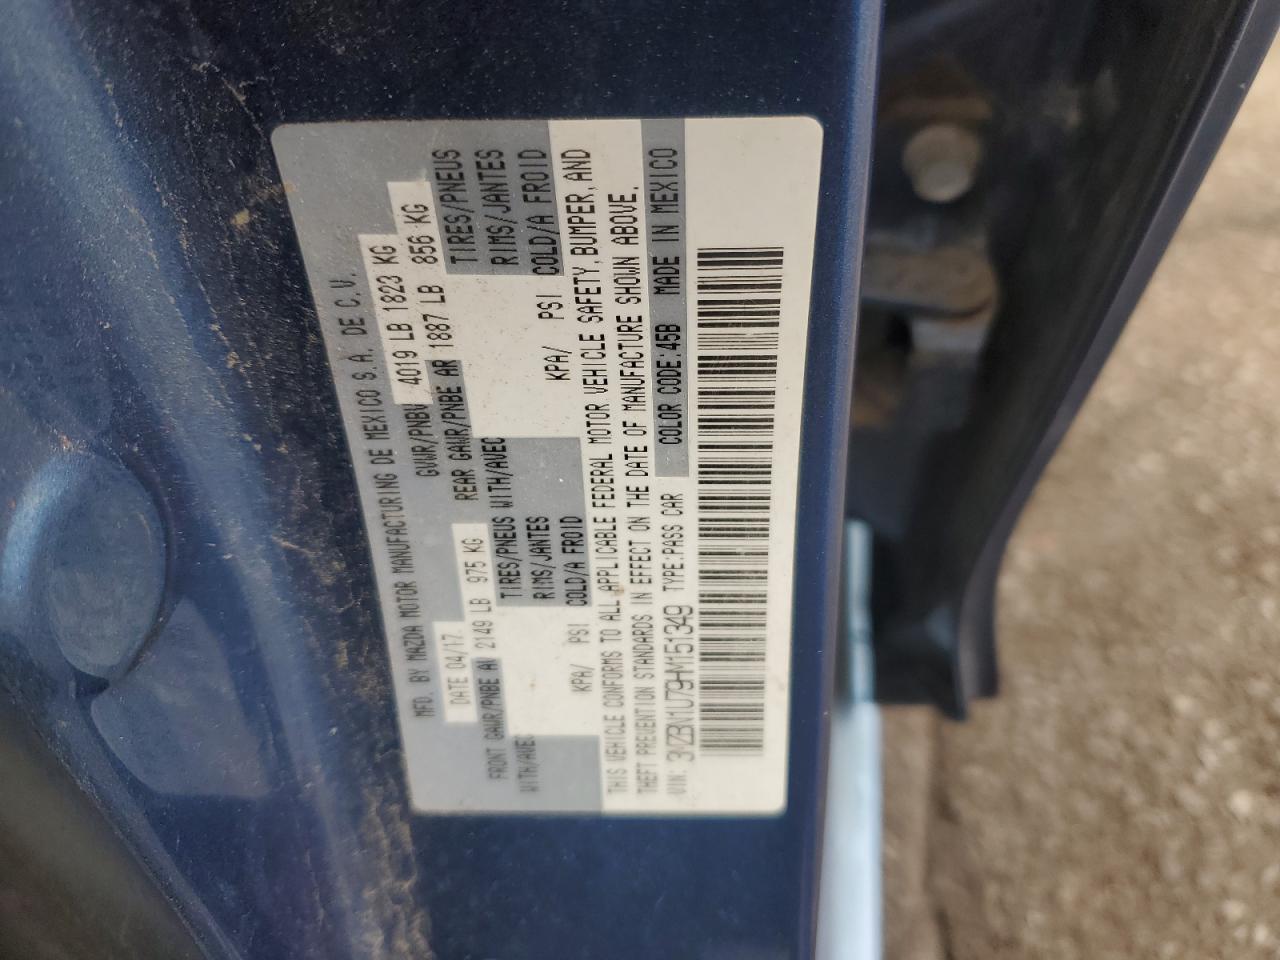 MFD. BY MAZDA MOTOR MANUFACTURING DE MEXICO S.A. DE C.V.
DATE 04/17. GVWR/PNBV 4019 LB 1823 KG
FRONT GAWR/PNBE AV 2149 LB 975 KG REAR GAWR/PNBE AR 1887 LB 856 KG
WITH/AVEC TIRES/PNEUS WITH/AVEC TIRES/PNEUS
RIMS/JANTES RIMS/JANTES
KPA/ PSI COLD/A FROID KPA/ PSI COLD/A FROID
THIS VEHICLE CONFORMS TO ALL APPLICABLE FEDERAL MOTOR VEHICLE SAFETY, BUMPER, AND
THEFT PREVENTION STANDARDS IN EFFECT ON THE DATE OF MANUFACTURE SHOWN ABOVE.
VIN: 3MZBN1U79HM151349 TYPE:PASS CAR COLOR CODE:45B MADE IN MEXICO